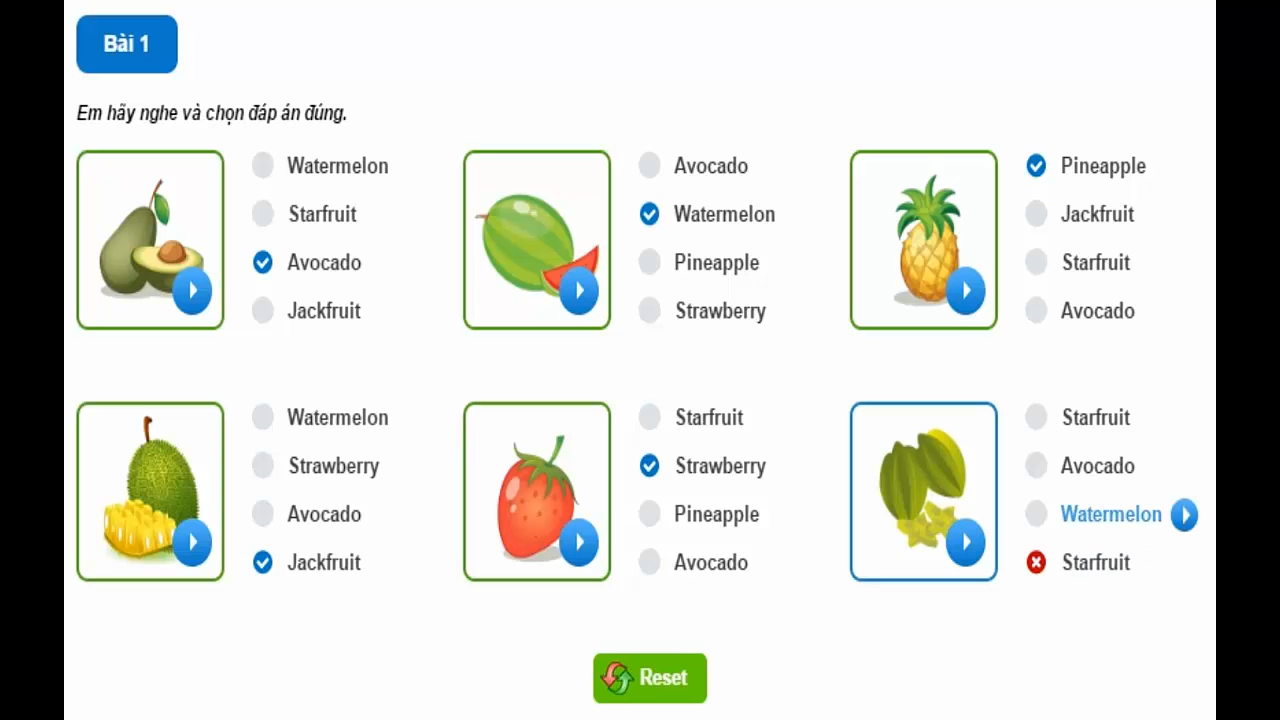 Bài 1
Em hãy nghe và chọn đáp án đúng.
Watermelon
Starfruit
Avocado
Jackfruit
Avocado
Watermelon
Pineapple
Strawberry
Pineapple
Jackfruit
Starfruit
Avocado
Watermelon
Strawberry
Avocado
Jackfruit
Starfruit
Strawberry
Pineapple
Avocado
Starfruit
Avocado
Watermelon
Starfruit
Reset